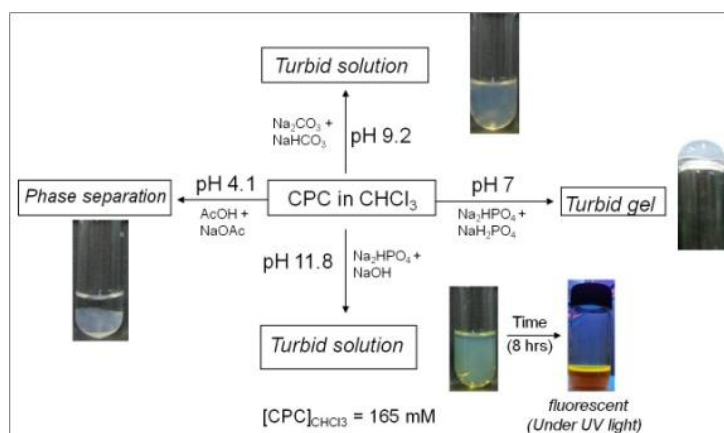 Turbid solution
Na₂CO₃ +
NaHCO₃
pH 9.2
Phase separation
pH 4.1
AcOH +
NaOAc
CPC in CHCl₃
pH 7
Na₂HPO₄ +
NaH₂PO₄
Turbid gel
pH 11.8
Na₂HPO₄ +
NaOH
Turbid solution
Time
(8 hrs)
fluorescent
(Under UV light)
[CPC]CHCl3 = 165 mM